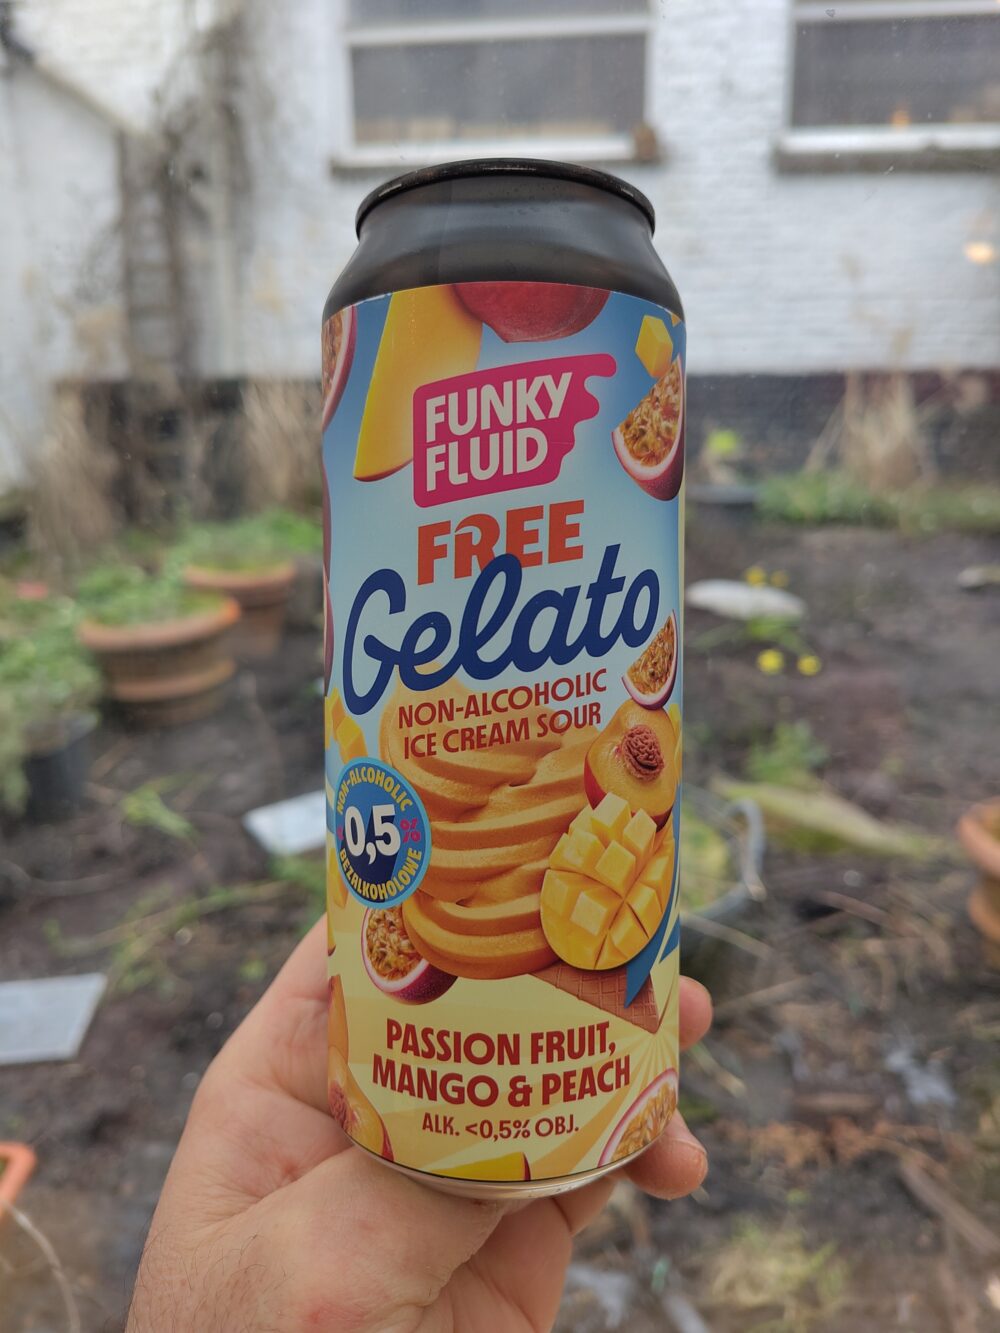 FUNKY
FLUID
FREE
Gelato
NON-ALCOHOLIC
ICE CREAM SOUR
NON-ALCOHOLIC
<0,5%
BEZALKOHOLOWE
PASSION FRUIT,
MANGO & PEACH
ALK. <0,5% OBJ.